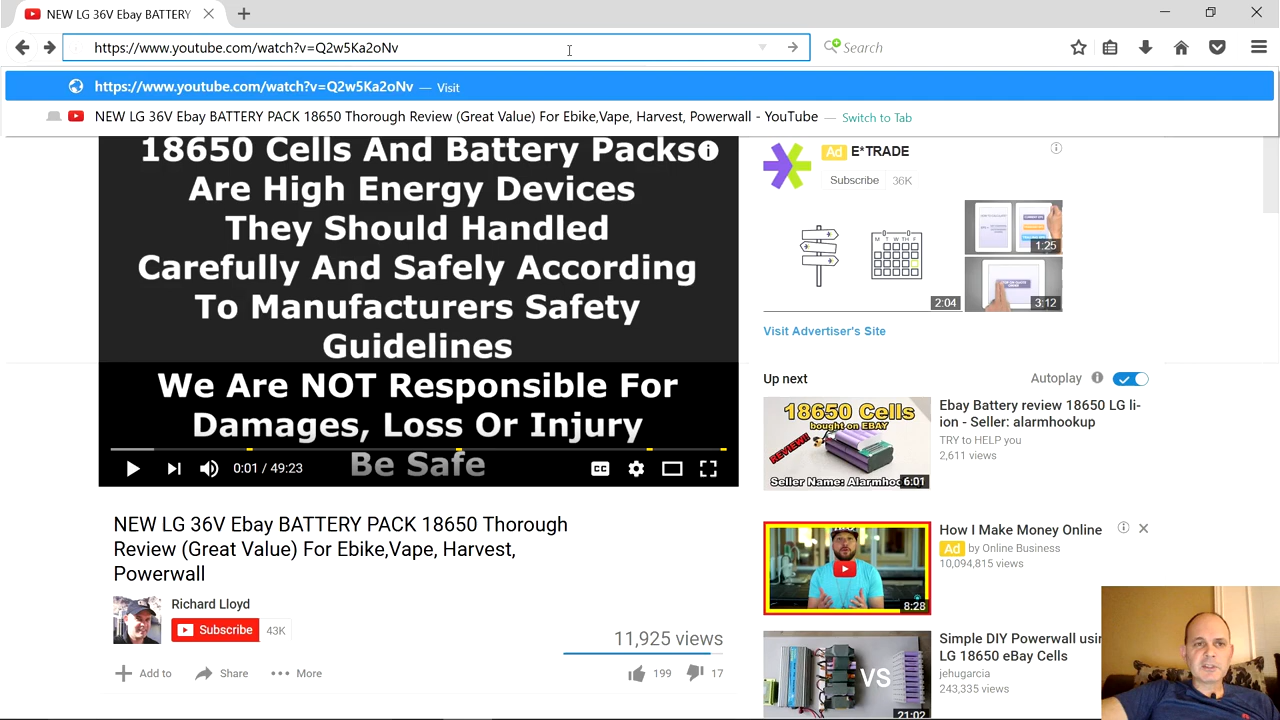 NEW LG 36V Ebay BATTERY
https://www.youtube.com/watch?v=Q2w5Ka2oNv
Search
https://www.youtube.com/watch?v=Q2w5Ka2oNv — Visit
NEW LG 36V Ebay BATTERY PACK 18650 Thorough Review (Great Value) For Ebike,Vape, Harvest, Powerwall - YouTube — Switch to Tab
18650 Cells And Battery Packs
Are High Energy Devices
They Should Handled
Carefully And Safely According
To Manufacturers Safety
Guidelines
We Are NOT Responsible For
Damages, Loss Or Injury
Be Safe
0:01 / 49:23
CC
NEW LG 36V Ebay BATTERY PACK 18650 Thorough
Review (Great Value) For Ebike,Vape, Harvest,
Powerwall
Richard Lloyd
Subscribe 43K
11,925 views
Add to Share More 199 17
Ad E*TRADE
Subscribe 36K
M T W TH F
2:04
1:25
3:12
Visit Advertiser's Site
Up next Autoplay
18650 Cells
bought on EBAY
REVIEW!!
Seller Name: Alarmhoo
6:01
Ebay Battery review 18650 LG li-
ion - Seller: alarmhookup
TRY to HELP you
2,611 views
8:28
How I Make Money Online
Ad by Online Business
10,094,815 views
VS
21:02
Simple DIY Powerwall usin
LG 18650 eBay Cells
jehugarcia
243,335 views